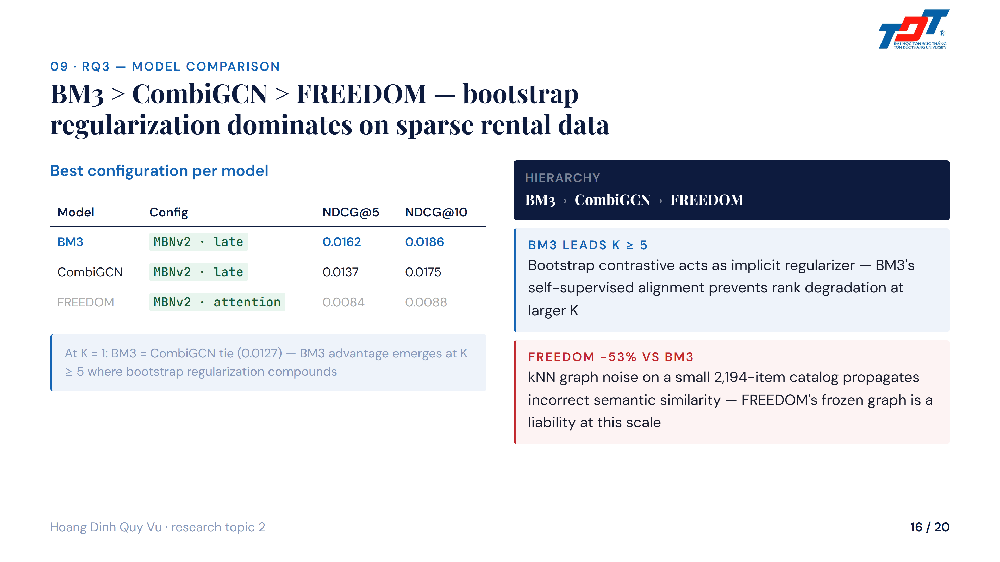 TDT®
ĐẠI HỌC TÔN ĐỨC THẮNG
TON DUC THANG UNIVERSITY
09 · RQ3 — MODEL COMPARISON
BM3 > CombiGCN > FREEDOM — bootstrap
regularization dominates on sparse rental data
Best configuration per model
Model Config NDCG@5 NDCG@10
BM3 MBNv2 · late 0.0162 0.0186
CombiGCN MBNv2 · late 0.0137 0.0175
FREEDOM MBNv2 · attention 0.0084 0.0088
At K = 1: BM3 = CombiGCN tie (0.0127) — BM3 advantage emerges at K
≥ 5 where bootstrap regularization compounds
HIERARCHY
BM3 › CombiGCN › FREEDOM
BM3 LEADS K ≥ 5
Bootstrap contrastive acts as implicit regularizer — BM3's
self-supervised alignment prevents rank degradation at
larger K
FREEDOM −53% VS BM3
kNN graph noise on a small 2,194-item catalog propagates
incorrect semantic similarity — FREEDOM's frozen graph is a
liability at this scale
Hoang Dinh Quy Vu · research topic 2
16 / 20